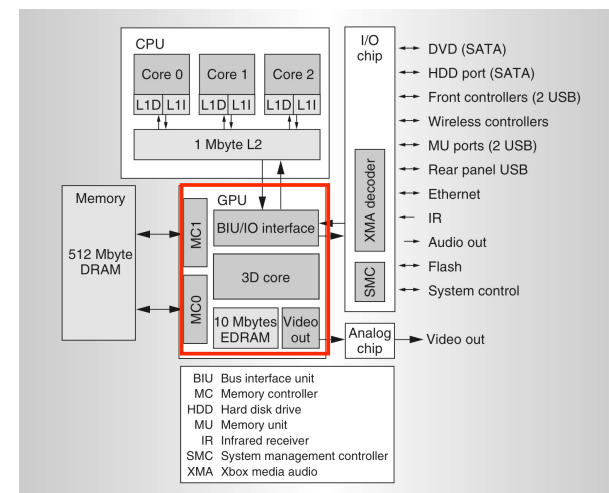 CPU
Core 0
Core 1
Core 2
L1D
L1I
L1D
L1I
L1D
L1I
1 Mbyte L2
I/O
chip
XMA decoder
SMC
DVD (SATA)
HDD port (SATA)
Front controllers (2 USB)
Wireless controllers
MU ports (2 USB)
Rear panel USB
Ethernet
IR
Audio out
Flash
System control
Memory
512 Mbyte
DRAM
GPU
MC1
MC0
BIU/IO interface
3D core
10 Mbytes
EDRAM
Video
out
Analog
chip
Video out
BIU Bus interface unit
MC Memory controller
HDD Hard disk drive
MU Memory unit
IR Infrared receiver
SMC System management controller
XMA Xbox media audio